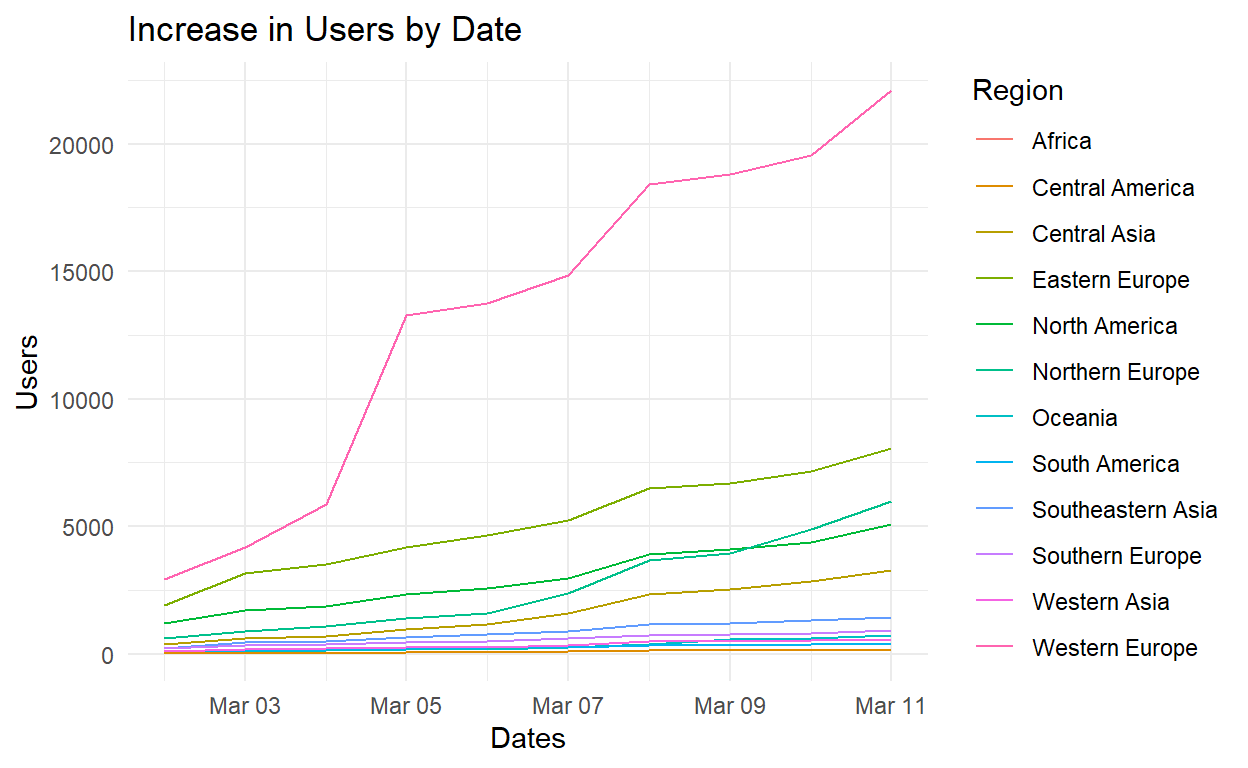 Increase in Users by Date
Users
20000
15000
10000
5000
0
Mar 03
Mar 05
Mar 07
Mar 09
Mar 11
Dates
Region
Africa
Central America
Central Asia
Eastern Europe
North America
Northern Europe
Oceania
South America
Southeastern Asia
Southern Europe
Western Asia
Western Europe